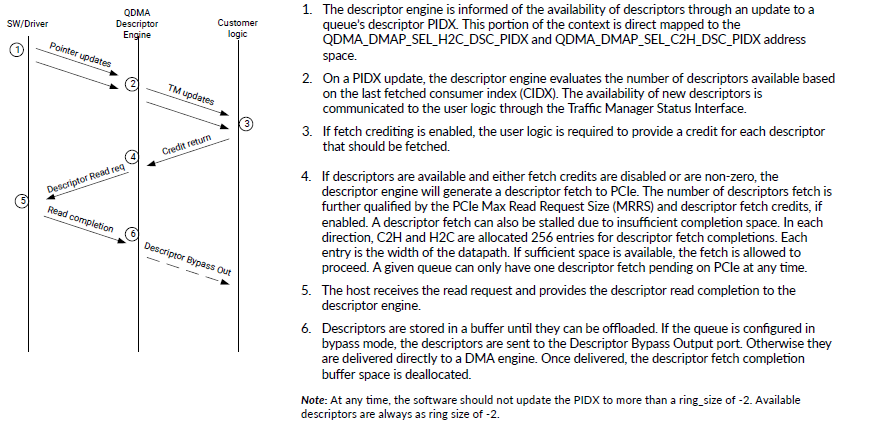 SW/Driver
QDMA
Descriptor
Engine
Customer
logic
1
Pointer updates
2
TM updates
3
Credit return
4
Descriptor Read req
5
Read completion
6
Descriptor Bypass Out
1. The descriptor engine is informed of the availability of descriptors through an update to a
queue's descriptor PIDX. This portion of the context is direct mapped to the
QDMA_DMAP_SEL_H2C_DSC_PIDX and QDMA_DMAP_SEL_C2H_DSC_PIDX address
space.
2. On a PIDX update, the descriptor engine evaluates the number of descriptors available based
on the last fetched consumer index (CIDX). The availability of new descriptors is
communicated to the user logic through the Traffic Manager Status Interface.
3. If fetch crediting is enabled, the user logic is required to provide a credit for each descriptor
that should be fetched.
4. If descriptors are available and either fetch credits are disabled or are non-zero, the
descriptor engine will generate a descriptor fetch to PCIe. The number of descriptors fetch is
further qualified by the PCIe Max Read Request Size (MRRS) and descriptor fetch credits, if
enabled. A descriptor fetch can also be stalled due to insufficient completion space. In each
direction, C2H and H2C are allocated 256 entries for descriptor fetch completions. Each
entry is the width of the datapath. If sufficient space is available, the fetch is allowed to
proceed. A given queue can only have one descriptor fetch pending on PCIe at any time.
5. The host receives the read request and provides the descriptor read completion to the
descriptor engine.
6. Descriptors are stored in a buffer until they can be offloaded. If the queue is configured in
bypass mode, the descriptors are sent to the Descriptor Bypass Output port. Otherwise they
are delivered directly to a DMA engine. Once delivered, the descriptor fetch completion
buffer space is deallocated.
Note: At any time, the software should not update the PIDX to more than a ring_size of -2. Available
descriptors are always as ring size of -2.